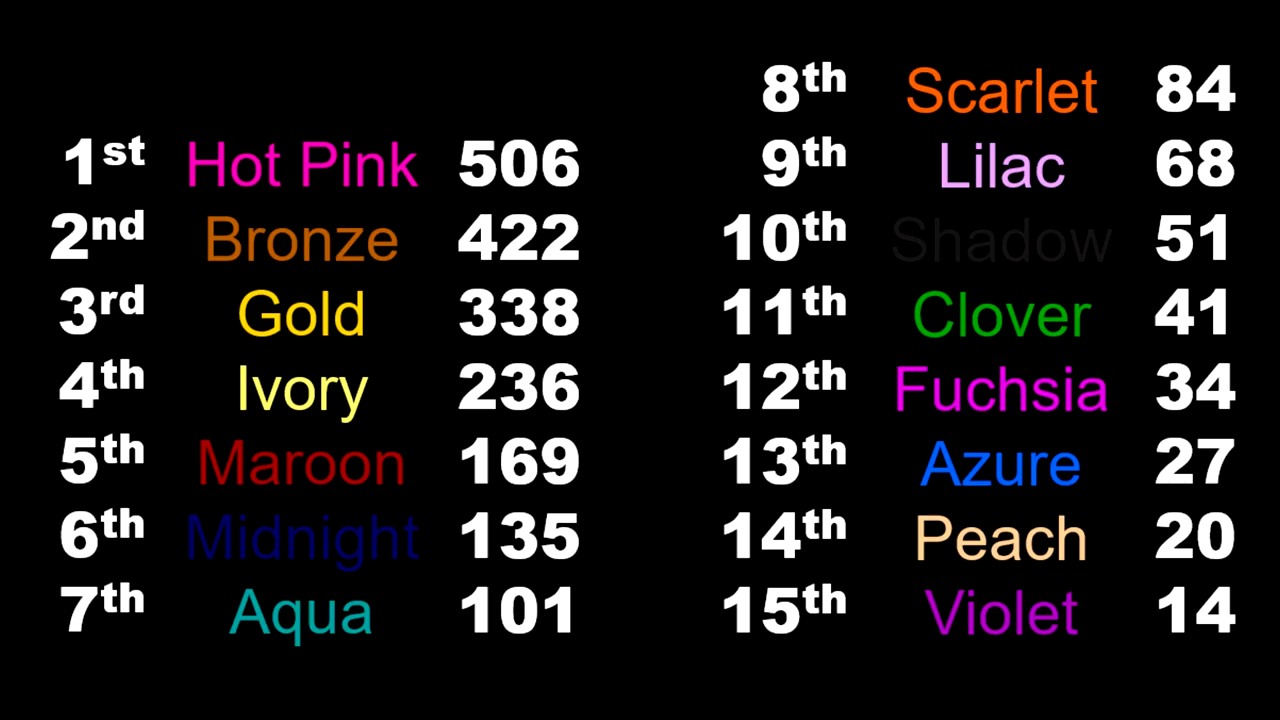 1st Hot Pink 506
2nd Bronze 422
3rd Gold 338
4th Ivory 236
5th Maroon 169
6th Midnight 135
7th Aqua 101
8th Scarlet 84
9th Lilac 68
10th Shadow 51
11th Clover 41
12th Fuchsia 34
13th Azure 27
14th Peach 20
15th Violet 14